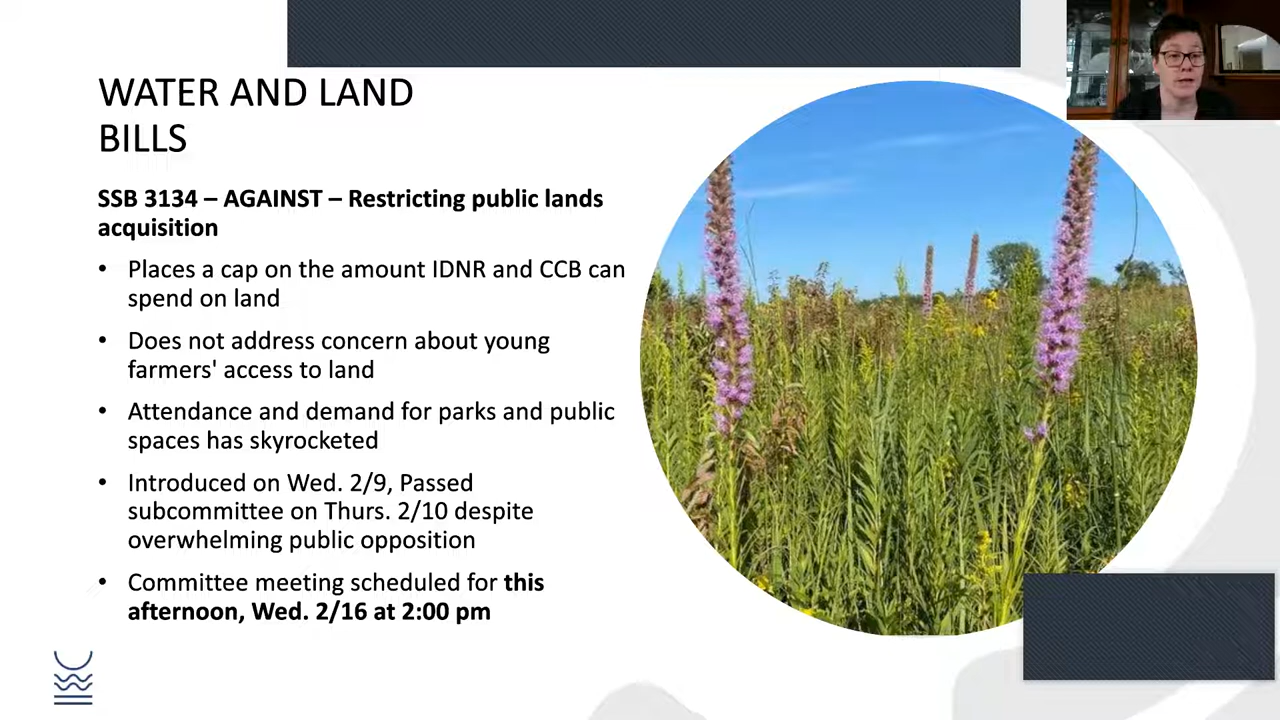 WATER AND LAND
BILLS
SSB 3134 – AGAINST – Restricting public lands
acquisition
• Places a cap on the amount IDNR and CCB can
spend on land
• Does not address concern about young
farmers' access to land
• Attendance and demand for parks and public
spaces has skyrocketed
• Introduced on Wed. 2/9, Passed
subcommittee on Thurs. 2/10 despite
overwhelming public opposition
• Committee meeting scheduled for this
afternoon, Wed. 2/16 at 2:00 pm